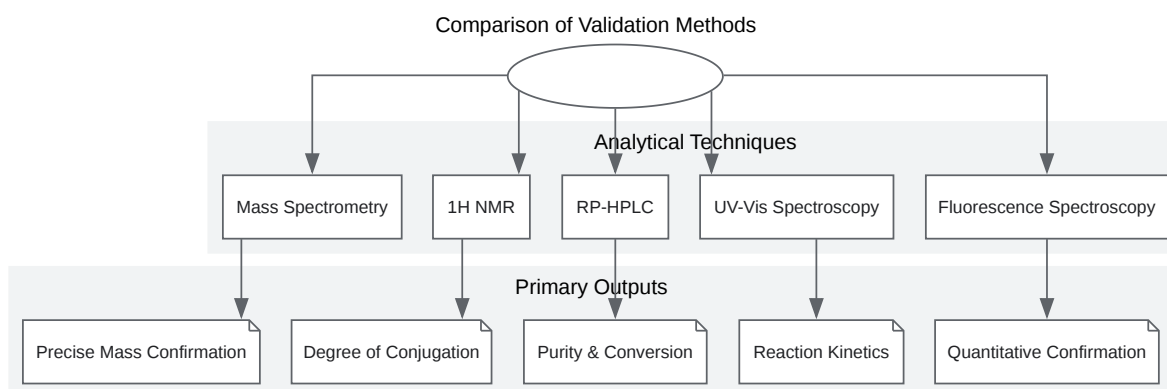 Comparison of Validation Methods
Analytical Techniques
Mass Spectrometry
1H NMR
RP-HPLC
UV-Vis Spectroscopy
Fluorescence Spectroscopy
Primary Outputs
Precise Mass Confirmation
Degree of Conjugation
Purity & Conversion
Reaction Kinetics
Quantitative Confirmation